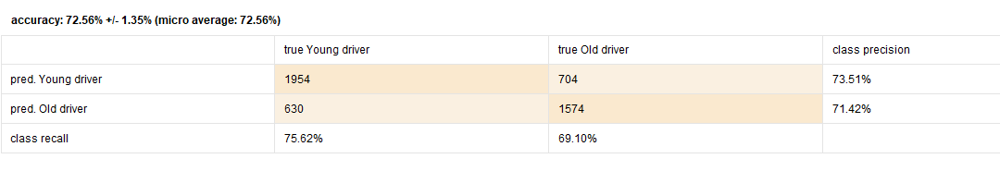 accuracy: 72.56% +/- 1.35% (micro average: 72.56%)
true Young driver true Old driver class precision
pred. Young driver 1954 704 73.51%
pred. Old driver 630 1574 71.42%
class recall 75.62% 69.10%